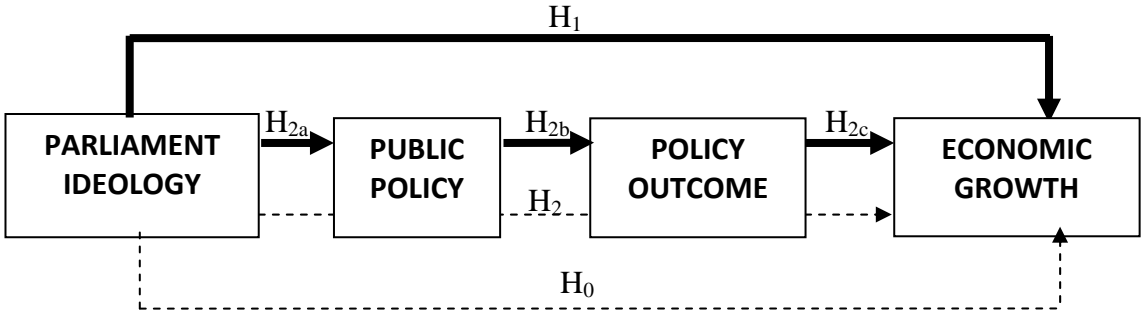 H₁
PARLIAMENT
IDEOLOGY
H₂ₐ
PUBLIC
POLICY
H₂b
POLICY
OUTCOME
H₂c
ECONOMIC
GROWTH
H₂
H₀